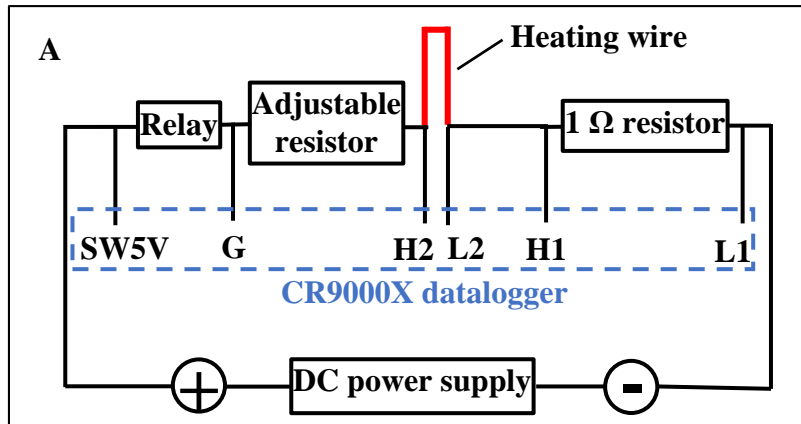 A
Heating wire
Relay
Adjustable
resistor
1 Ω resistor
SW5V G H2 L2 H1 L1
CR9000X datalogger
+ DC power supply -